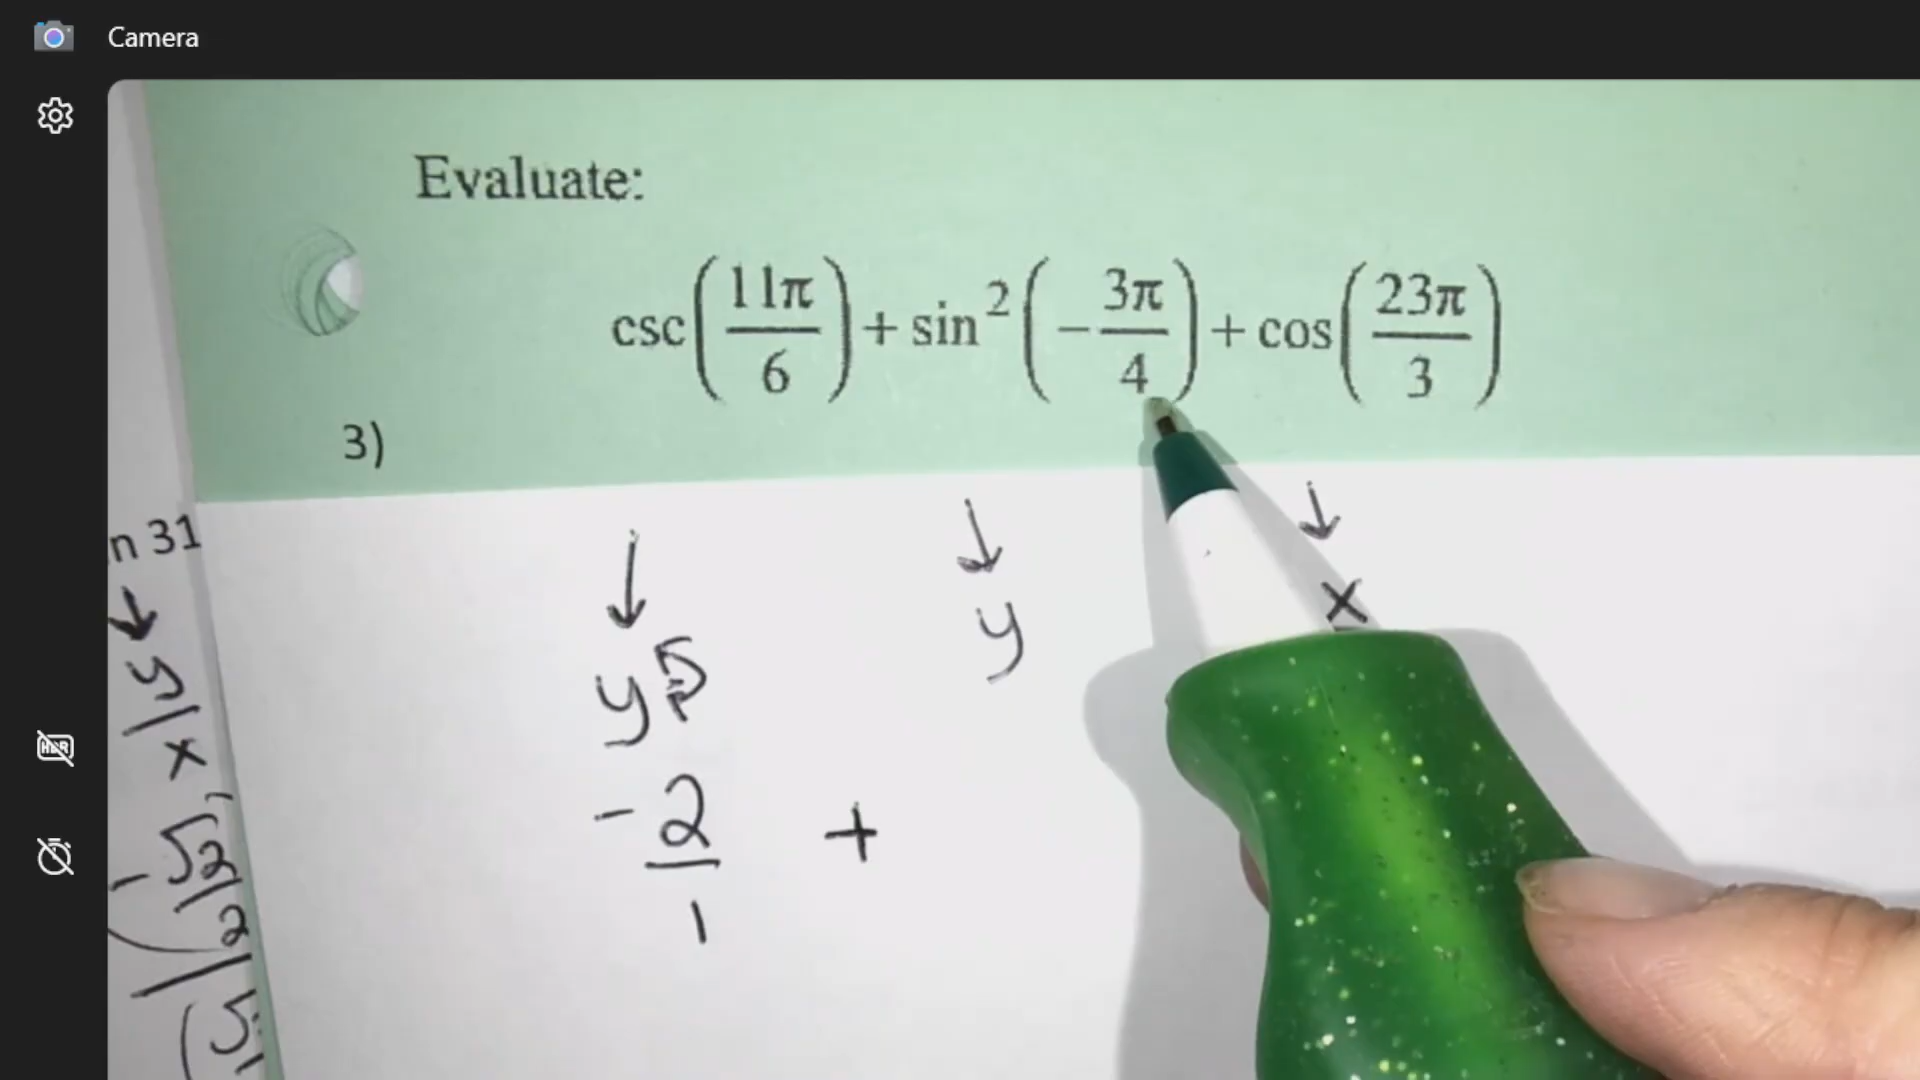 Camera
Evaluate:
csc(11π/6) + sin²(-3π/4) + cos(23π/3)
3)
n 31
↓ ↓ ↓
y y x
-2/1 +
y/x